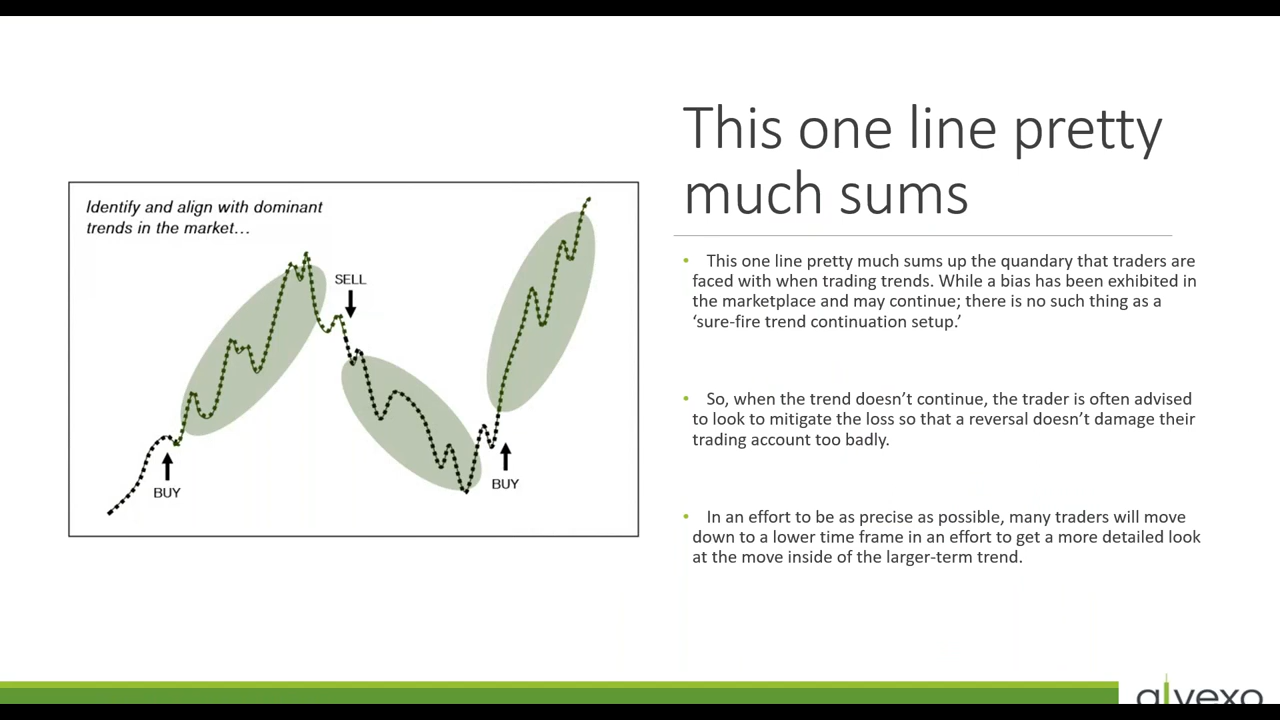 This one line pretty
much sums
Identify and align with dominant
trends in the market...
SELL
BUY
BUY
• This one line pretty much sums up the quandary that traders are
faced with when trading trends. While a bias has been exhibited in
the marketplace and may continue; there is no such thing as a
‘sure-fire trend continuation setup.’
• So, when the trend doesn’t continue, the trader is often advised
to look to mitigate the loss so that a reversal doesn’t damage their
trading account too badly.
• In an effort to be as precise as possible, many traders will move
down to a lower time frame in an effort to get a more detailed look
at the move inside of the larger-term trend.
alvexo